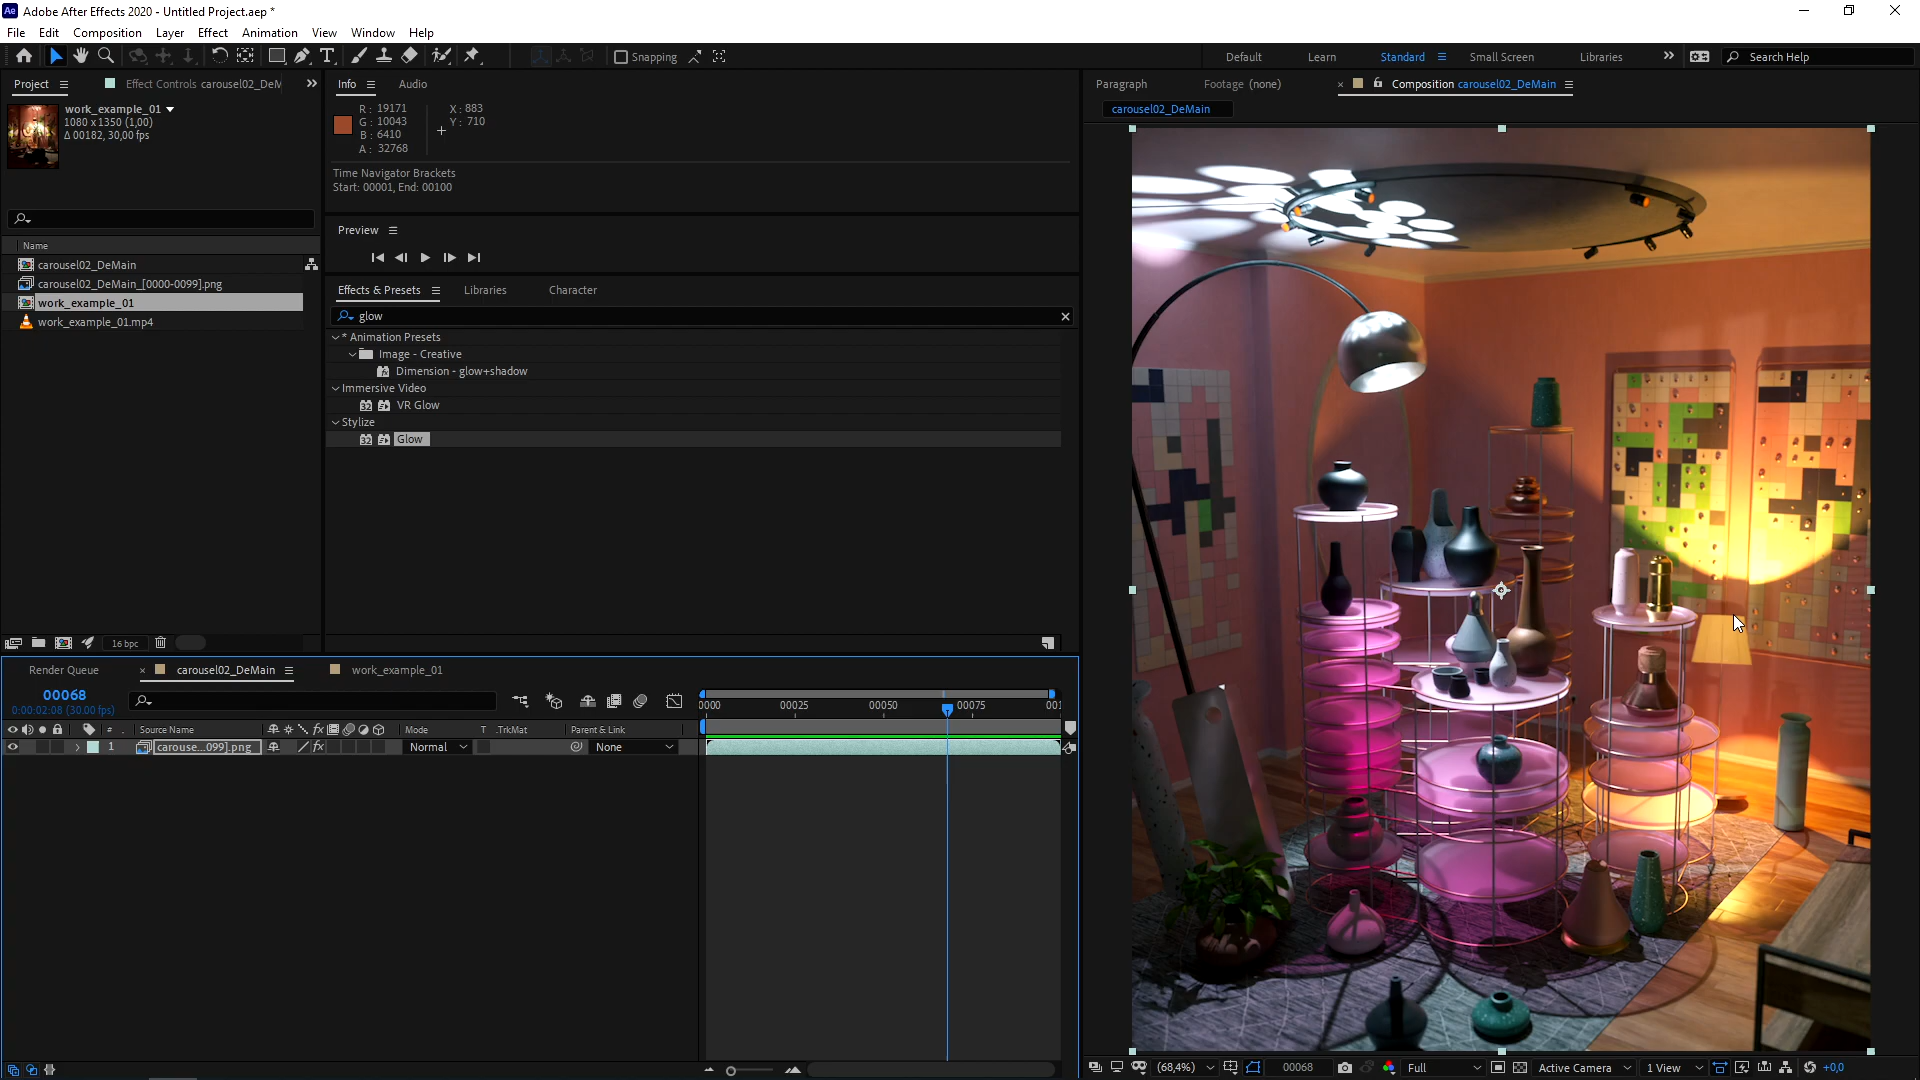 Ae Adobe After Effects 2020 - Untitled Project.aep *
File Edit Composition Layer Effect Animation View Window Help
Snapping
Default Learn Standard Small Screen Libraries Search Help
Project Effect Controls carousel02_DeM
work_example_01
1080 x 1350 (1,00)
Δ 00182, 30,00 fps
Name
carousel02_DeMain
carousel02_DeMain_[0000-0099].png
work_example_01
work_example_01.mp4
16 bpc
Info Audio
R: 19171 X: 883
G: 10043 Y: 710
B: 6410
A: 32768
Time Navigator Brackets
Start: 00001, End: 00100
Preview
Effects & Presets Libraries Character
glow
* Animation Presets
Image - Creative
Dimension - glow+shadow
Immersive Video
32 VR Glow
Stylize
32 Glow
Paragraph Footage (none) × Composition carousel02_DeMain
carousel02_DeMain
Render Queue × carousel02_DeMain work_example_01
00068
0:00:02:08 (30.00 fps)
0000 00025 00050 00075 001
# Source Name fx Mode T .TrkMat Parent & Link
1 carouse...099].png fx Normal None
(68,4%) 00068 Full Active Camera 1 View +0,0